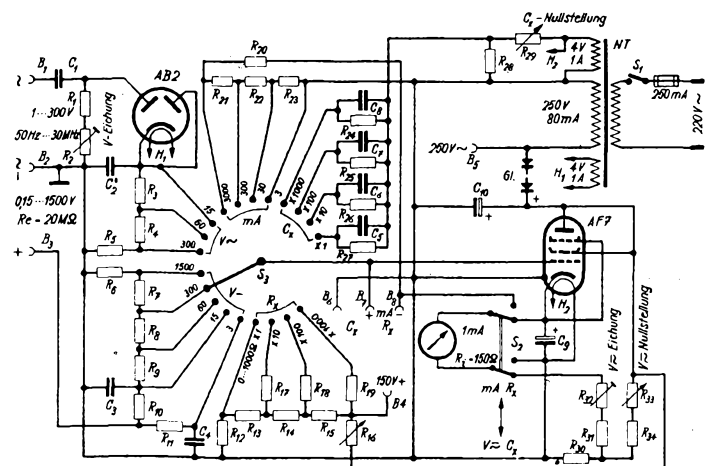 Cₓ-Nullstellung
B₁
C₁
AB2
R₂₀
R₂₉
R₂₈
H₂
4V
1A
NT
S₁
250mA
220V~
R₁
1...300V
V-Eichung
R₂₁
R₂₂
R₂₃
C₈
R₂₄
C₇
R₂₅
C₆
R₂₆
C₅
R₂₇
250V
80mA
50Hz...30MHz
R₂
B₂
C₂
H₁
250V~
B₅
Gl.
H₁
4V
1A
C₁₀
+
0,15...1500V
Re=20MΩ
B₃
R₃
R₄
R₅
15
60
300
V~
3000
300
30
3
mA
x1000
x100
x10
x1
Cₓ
AF7
H₂
R₆
R₇
R₈
R₉
R₁₀
R₁₁
C₃
C₄
1500
300
60
15
3
V-
S₃
Rₓ
0...1000Ω x1
x10
x100
x1000
B₆
B₇
B₈
Cₓ
+
mA
Rₓ
1mA
Rᵢ=150Ω
S₂
C₉
+
mA
Rₓ
V≂
Cₓ
R₁₂
R₁₃
R₁₄
R₁₅
R₁₆
R₁₇
R₁₈
R₁₉
150V+
B4
R₃₀
R₃₁
R₃₂
R₃₃
R₃₄
V≂ Eichung
V≂ Nullstellung